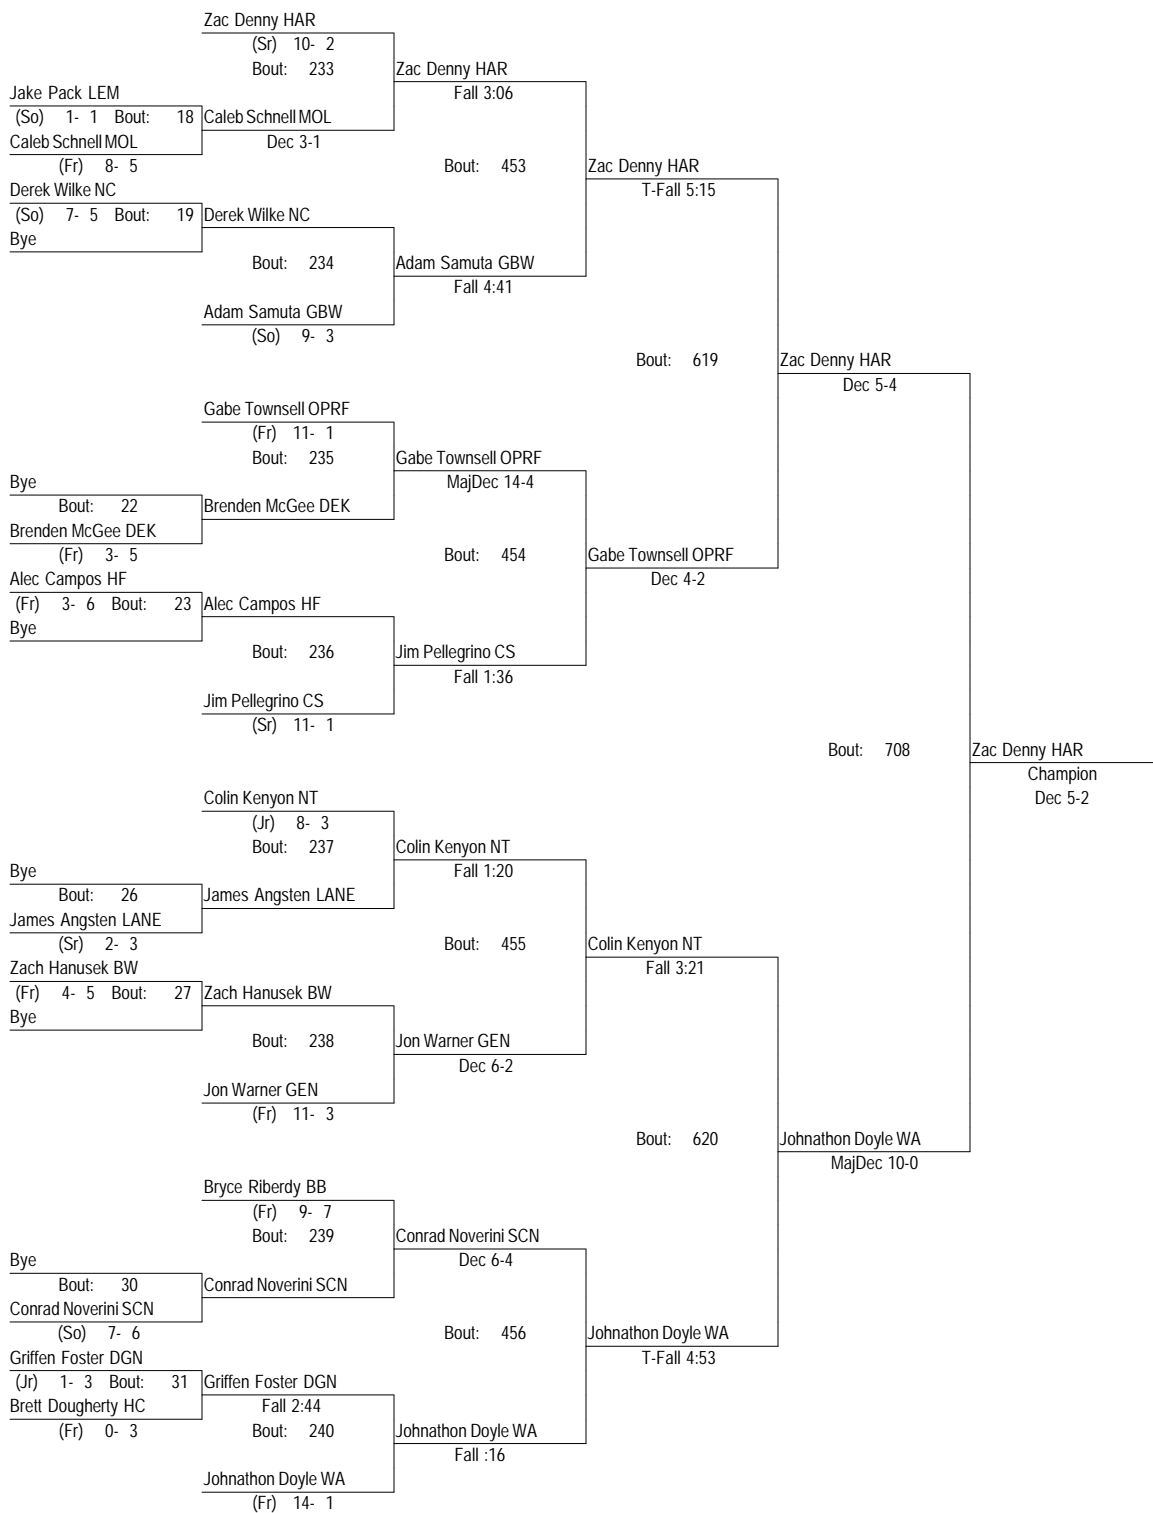 Zac Denny HAR
(Sr) 10- 2
Bout: 233
Zac Denny HAR
Fall 3:06
Jake Pack LEM
(So) 1- 1 Bout: 18
Caleb Schnell MOL
Dec 3-1
Caleb Schnell MOL
(Fr) 8- 5
Bout: 453
Zac Denny HAR
T-Fall 5:15
Derek Wilke NC
(So) 7- 5 Bout: 19
Derek Wilke NC
Bye
Bout: 234
Adam Samuta GBW
Fall 4:41
Adam Samuta GBW
(So) 9- 3
Bout: 619
Zac Denny HAR
Dec 5-4
Gabe Townsell OPRF
(Fr) 11- 1
Bout: 235
Gabe Townsell OPRF
MajDec 14-4
Bye
Bout: 22
Brenden McGee DEK
Brenden McGee DEK
(Fr) 3- 5
Bout: 454
Gabe Townsell OPRF
Dec 4-2
Alec Campos HF
(Fr) 3- 6 Bout: 23
Alec Campos HF
Bye
Bout: 236
Jim Pellegrino CS
Fall 1:36
Jim Pellegrino CS
(Sr) 11- 1
Bout: 708
Zac Denny HAR
Champion
Dec 5-2
Colin Kenyon NT
(Jr) 8- 3
Bout: 237
Colin Kenyon NT
Fall 1:20
Bye
Bout: 26
James Angsten LANE
James Angsten LANE
(Sr) 2- 3
Bout: 455
Colin Kenyon NT
Fall 3:21
Zach Hanusek BW
(Fr) 4- 5 Bout: 27
Zach Hanusek BW
Bye
Bout: 238
Jon Warner GEN
Dec 6-2
Jon Warner GEN
(Fr) 11- 3
Bout: 620
Johnathon Doyle WA
MajDec 10-0
Bryce Riberdy BB
(Fr) 9- 7
Bout: 239
Conrad Noverini SCN
Dec 6-4
Bye
Bout: 30
Conrad Noverini SCN
Conrad Noverini SCN
(So) 7- 6
Bout: 456
Johnathon Doyle WA
T-Fall 4:53
Griffen Foster DGN
(Jr) 1- 3 Bout: 31
Griffen Foster DGN
Fall 2:44
Brett Dougherty HC
(Fr) 0- 3
Bout: 240
Johnathon Doyle WA
Fall :16
Johnathon Doyle WA
(Fr) 14- 1